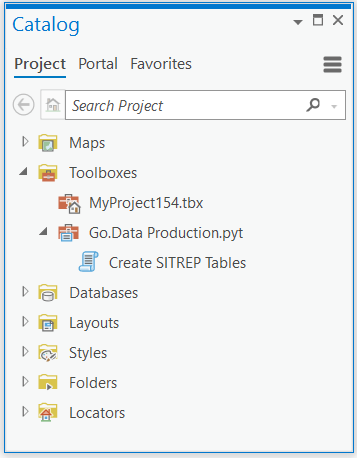 Catalog
Project Portal Favorites
Search Project
Maps
Toolboxes
MyProject154.tbx
Go.Data Production.pyt
Create SITREP Tables
Databases
Layouts
Styles
Folders
Locators